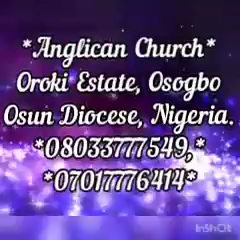 *Anglican Church*
Oroki Estate, Osogbo
Osun Diocese, Nigeria.
*08033777549,*
*07017776414*
InShOt